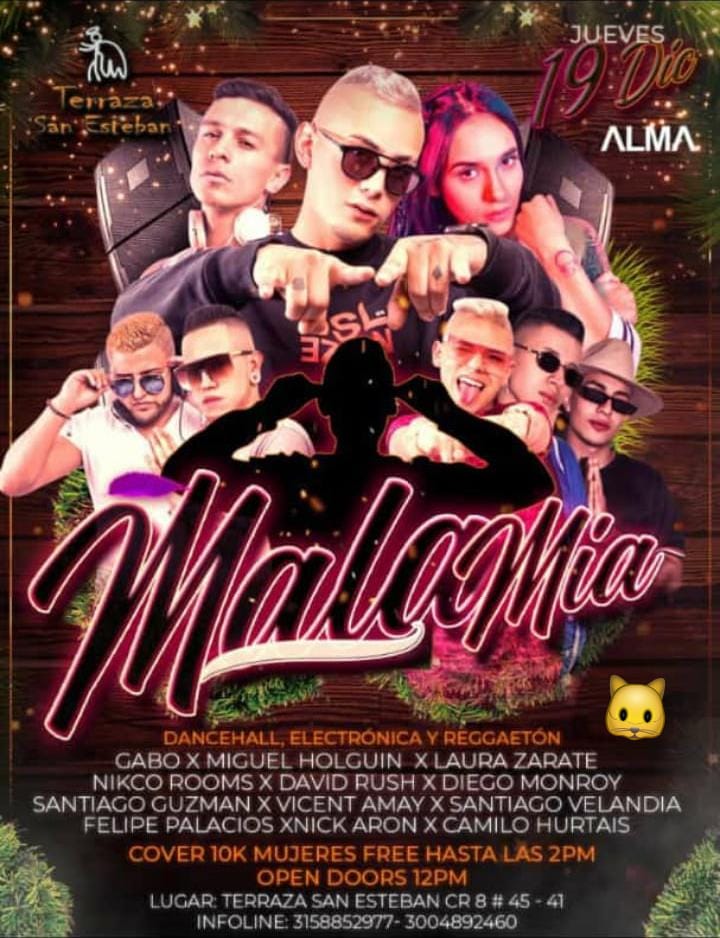 JUEVES
19 Dic
Terraza
San Esteban
ALMA
MalaMia
DANCEHALL, ELECTRÓNICA Y REGGAETÓN
GABO X MIGUEL HOLGUIN X LAURA ZARATE
NIKCO ROOMS X DAVID RUSH X DIEGO MONROY
SANTIAGO GUZMAN X VICENT AMAY X SANTIAGO VELANDIA
FELIPE PALACIOS XNICK ARON X CAMILO HURTAIS
COVER 10K MUJERES FREE HASTA LAS 2PM
OPEN DOORS 12PM
LUGAR: TERRAZA SAN ESTEBAN CR 8 # 45 - 41
INFOLINE: 3158852977- 3004892460